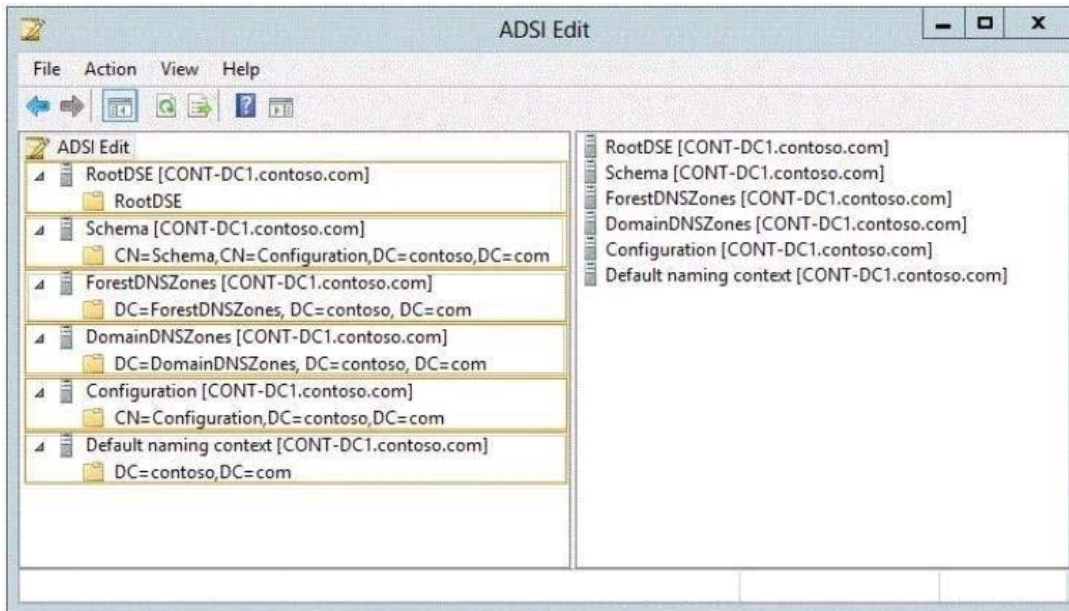 ADSI Edit
File Action View Help
ADSI Edit
RootDSE [CONT-DC1.contoso.com]
RootDSE
Schema [CONT-DC1.contoso.com]
CN=Schema,CN=Configuration,DC=contoso,DC=com
ForestDNSZones [CONT-DC1.contoso.com]
DC=ForestDNSZones, DC=contoso, DC=com
DomainDNSZones [CONT-DC1.contoso.com]
DC=DomainDNSZones, DC=contoso, DC=com
Configuration [CONT-DC1.contoso.com]
CN=Configuration,DC=contoso,DC=com
Default naming context [CONT-DC1.contoso.com]
DC=contoso,DC=com
RootDSE [CONT-DC1.contoso.com]
Schema [CONT-DC1.contoso.com]
ForestDNSZones [CONT-DC1.contoso.com]
DomainDNSZones [CONT-DC1.contoso.com]
Configuration [CONT-DC1.contoso.com]
Default naming context [CONT-DC1.contoso.com]